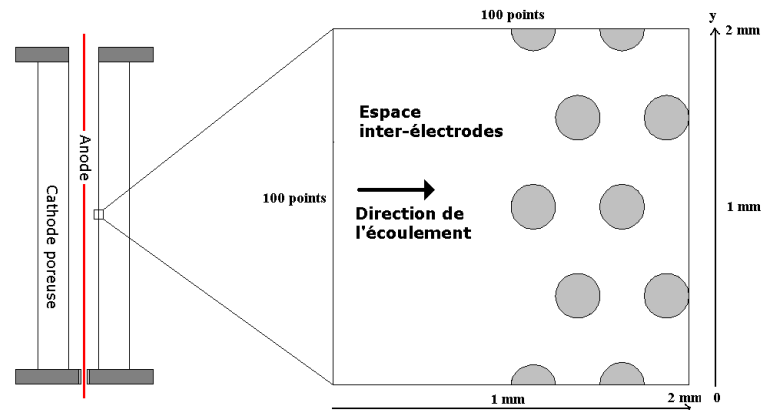 100 points
y
2 mm
Anode
Cathode poreuse
Espace
inter-électrodes
100 points
Direction de
l'écoulement
1 mm
1 mm
2 mm
0